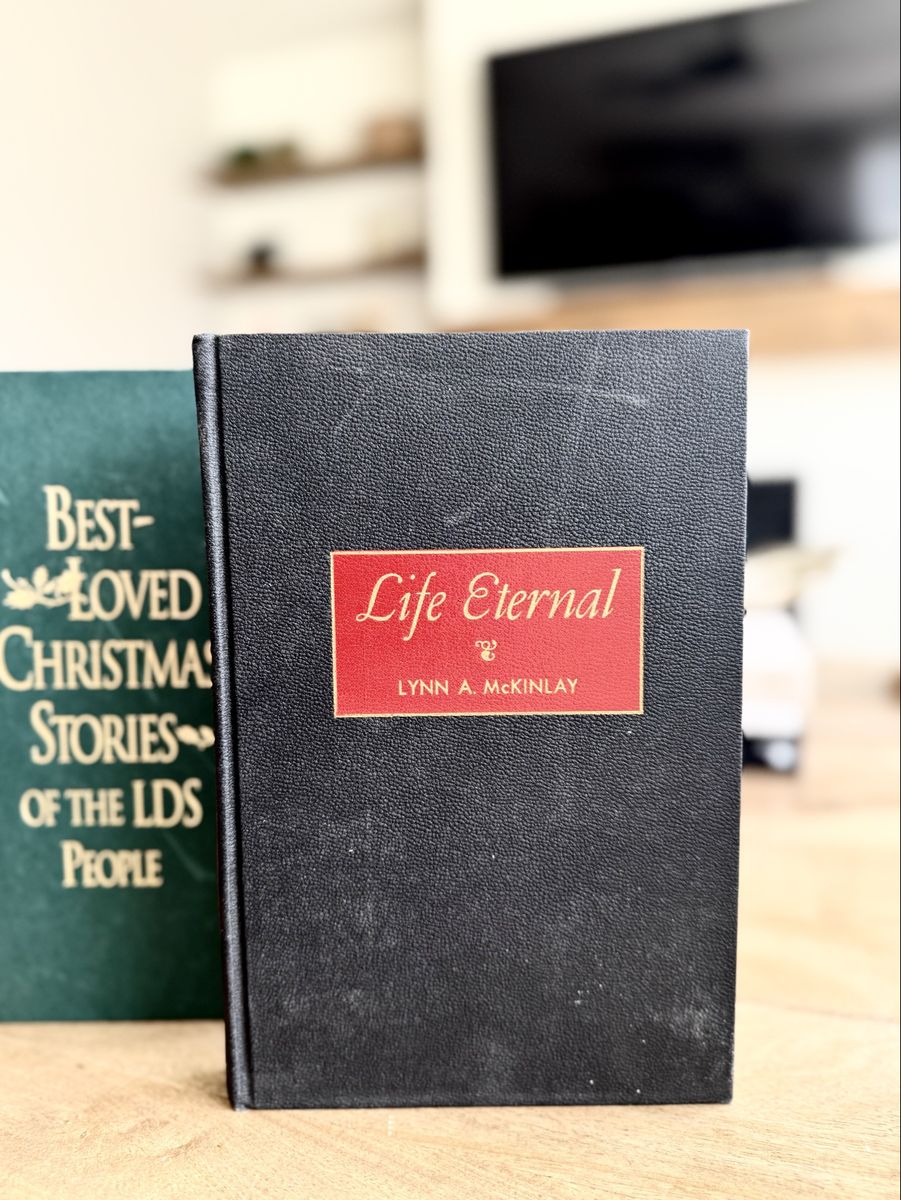 Best-
Loved
Christmas
Stories
of the LDS
People
Life Eternal
LYNN A. McKINLAY